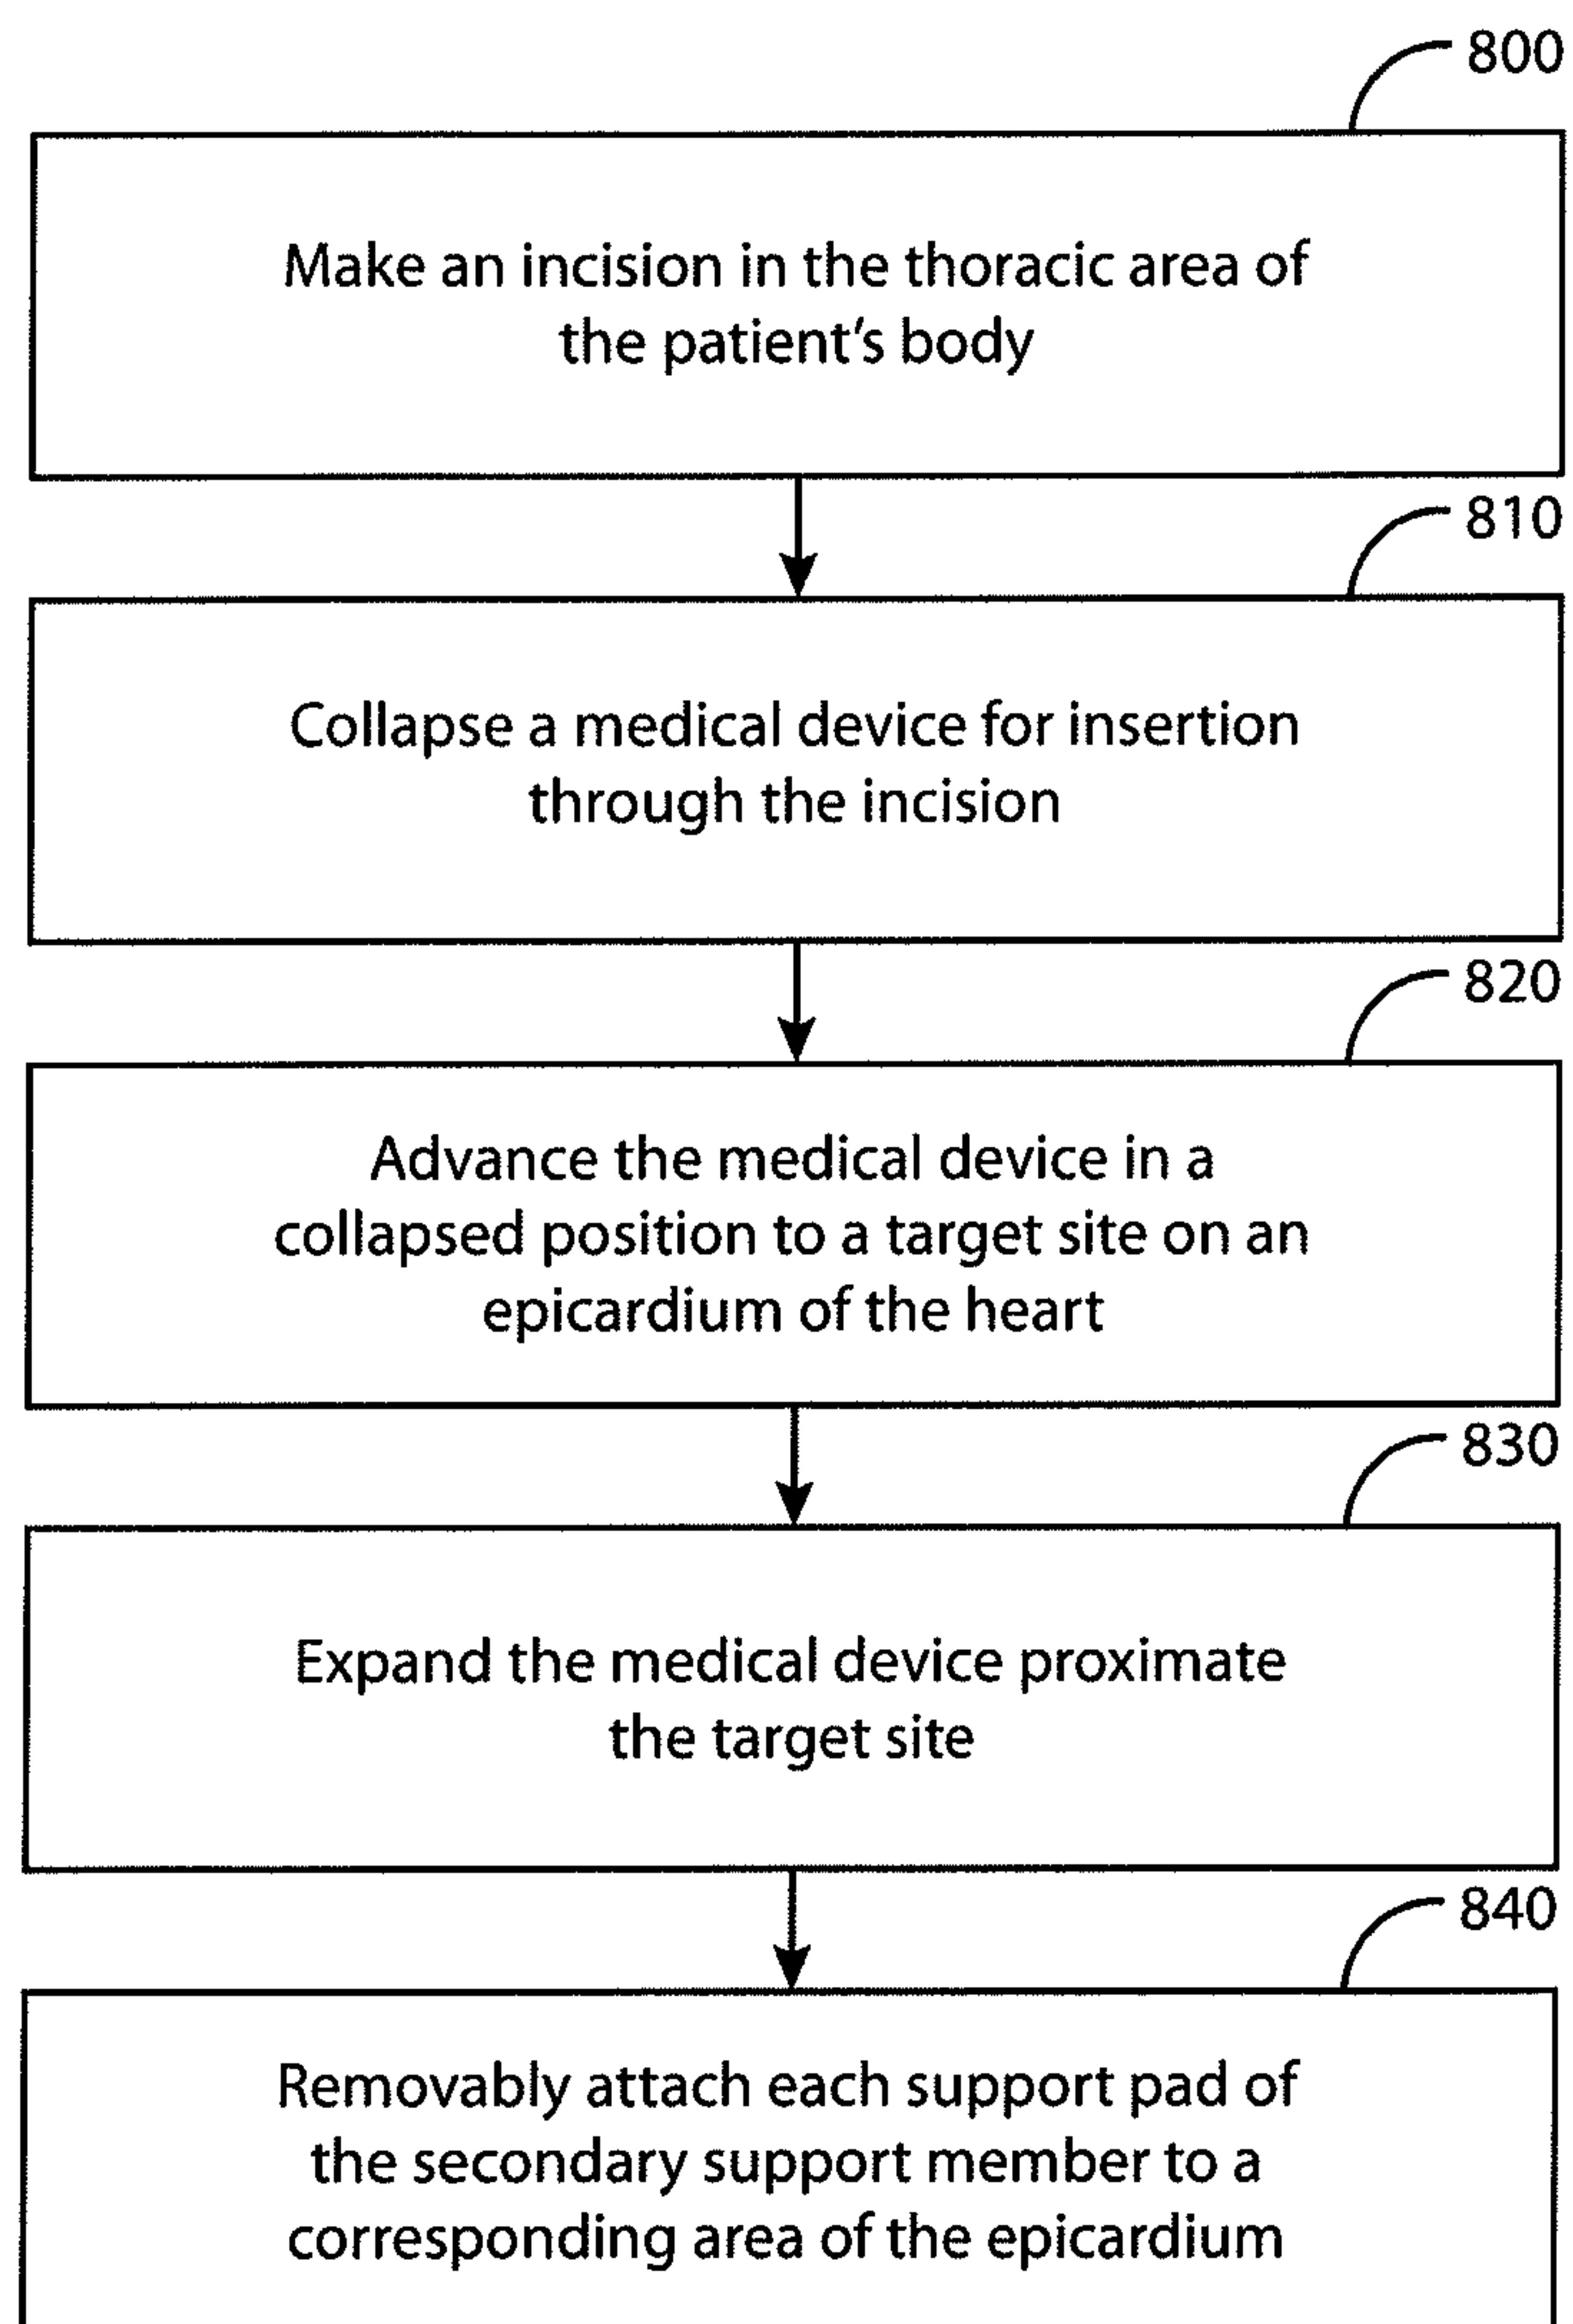 800
Make an incision in the thoracic area of
the patient's body
810
Collapse a medical device for insertion
through the incision
820
Advance the medical device in a
collapsed position to a target site on an
epicardium of the heart
830
Expand the medical device proximate
the target site
840
Removably attach each support pad of
the secondary support member to a
corresponding area of the epicardium